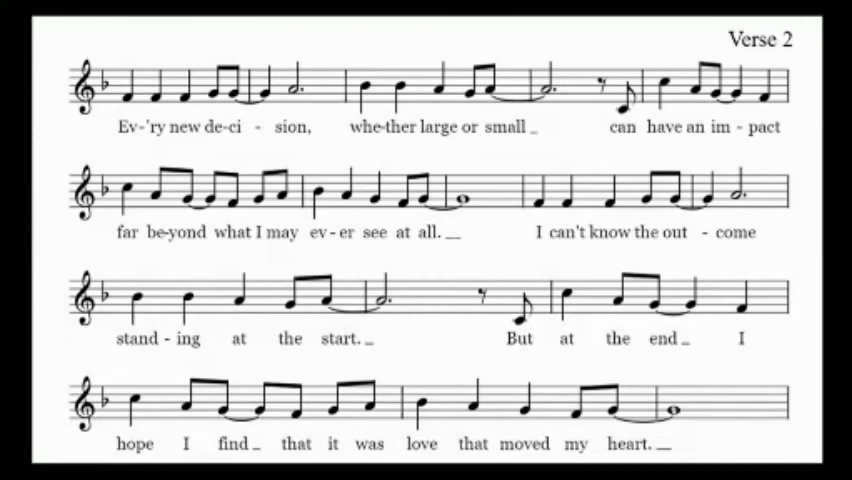 Verse 2
Ev-'ry new de-ci - sion, whe-ther large or small _ can have an im - pact
far be-yond what I may ev-er see at all. _ I can't know the out - come
stand - ing at the start. _ But at the end _ I
hope I find _ that it was love that moved my heart. _